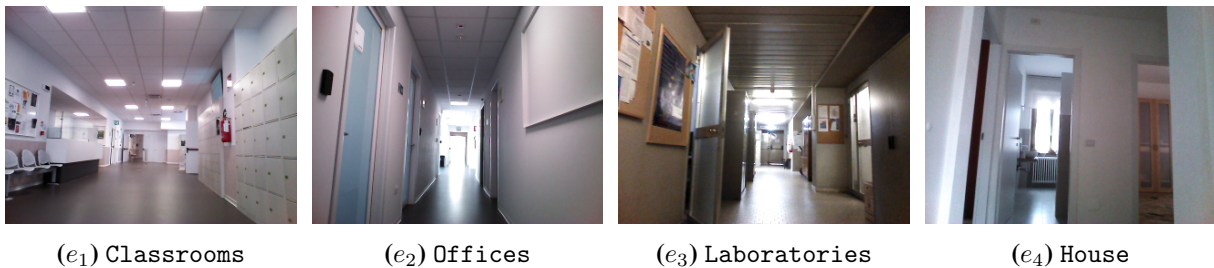 (e₁) Classrooms
(e₂) Offices
(e₃) Laboratories
(e₄) House